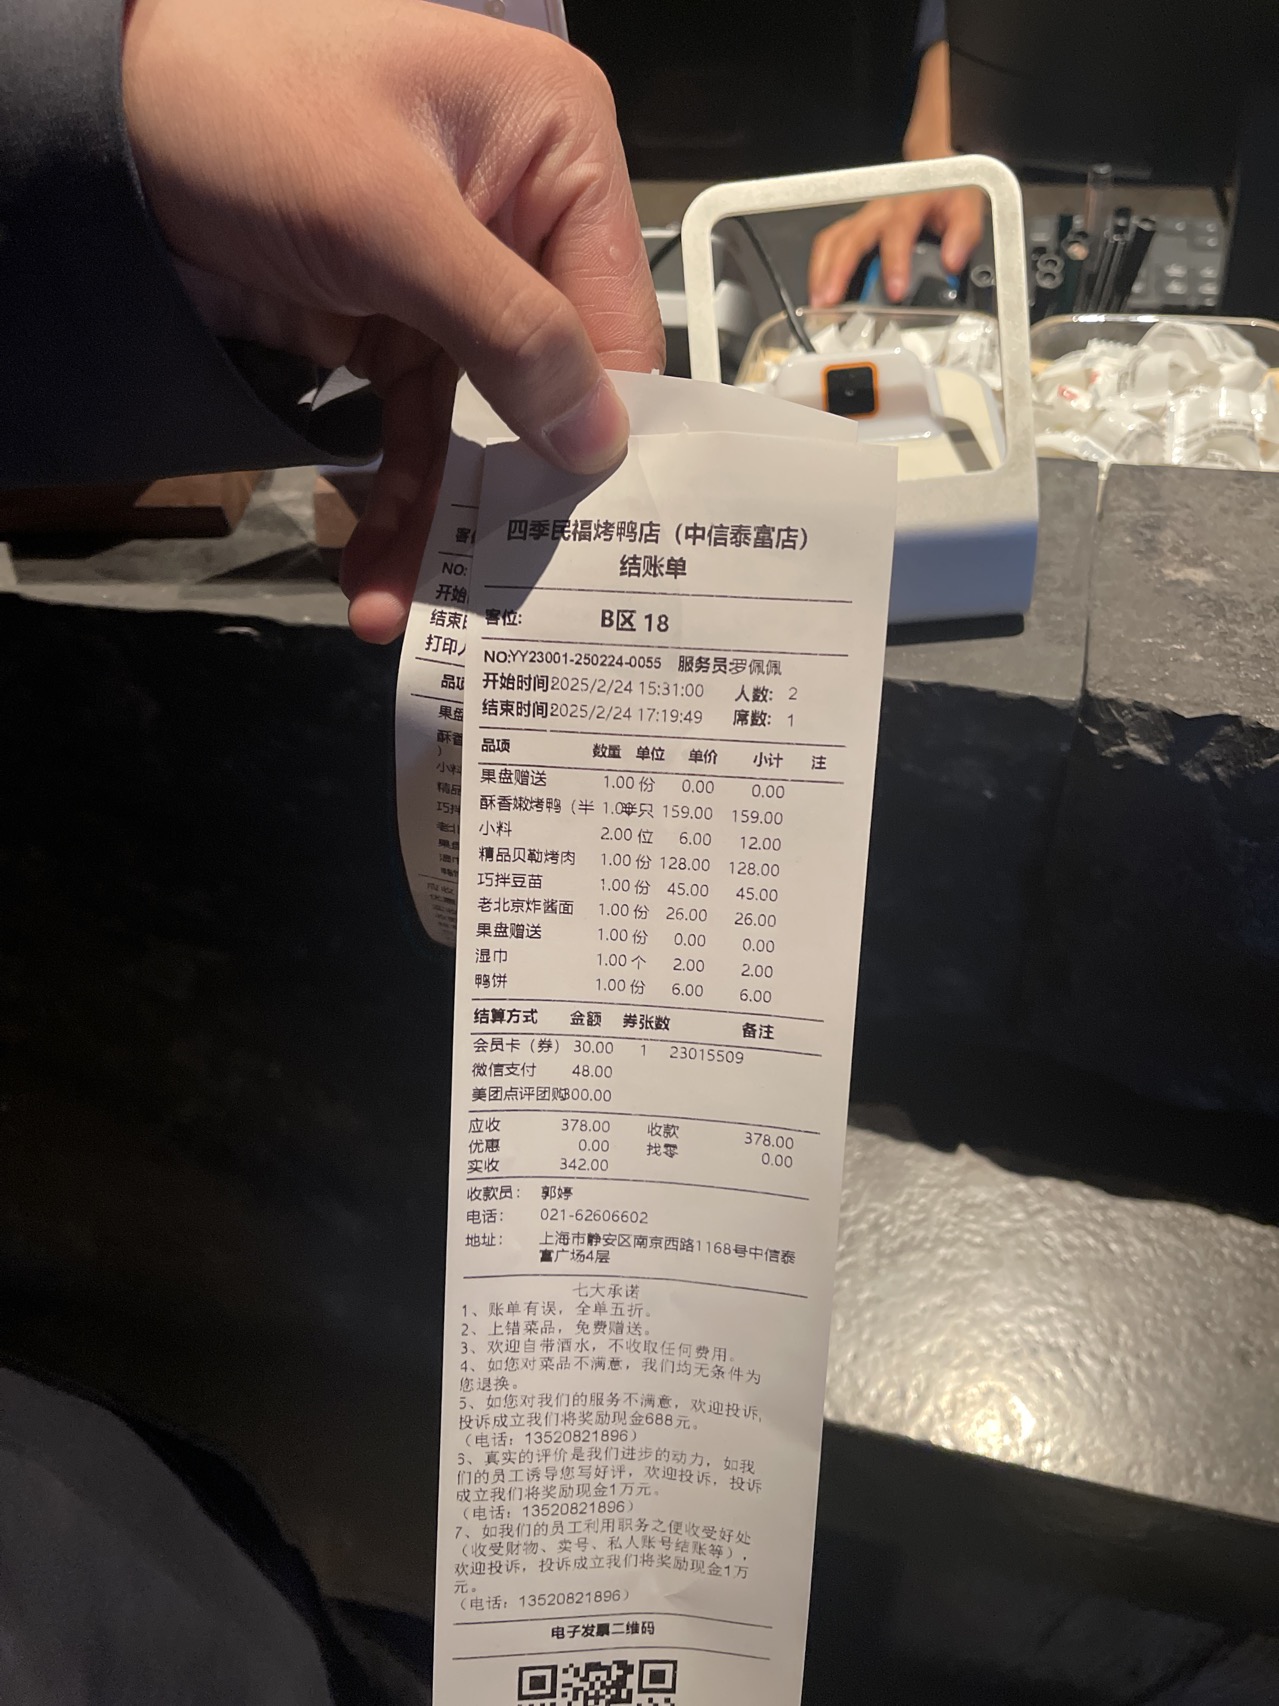 四季民福烤鸭店（中信泰富店）
结账单
客位: B区 18
NO:YY23001-250224-0055 服务员:罗佩佩
开始时间2025/2/24 15:31:00 人数: 2
结束时间2025/2/24 17:19:49 席数: 1
品项 数量 单位 单价 小计 注
果盘赠送 1.00 份 0.00 0.00
酥香嫩烤鸭（半 1.00 半只 159.00 159.00
小料 2.00 位 6.00 12.00
精品贝勒烤肉 1.00 份 128.00 128.00
巧拌豆苗 1.00 份 45.00 45.00
老北京炸酱面 1.00 份 26.00 26.00
果盘赠送 1.00 份 0.00 0.00
湿巾 1.00 个 2.00 2.00
鸭饼 1.00 份 6.00 6.00
结算方式 金额 券张数 备注
会员卡（券） 30.00 1 23015509
微信支付 48.00
美团点评团购300.00
应收 378.00 收款 378.00
优惠 0.00 找零 0.00
实收 342.00
收款员: 郭婷
电话: 021-62606602
地址: 上海市静安区南京西路1168号中信泰
富广场4层
七大承诺
1、账单有误，全单五折。
2、上错菜品，免费赠送。
3、欢迎自带酒水，不收取任何费用。
4、如您对菜品不满意，我们均无条件为
您退换。
5、如您对我们的服务不满意，欢迎投诉,
投诉成立我们将奖励现金688元。
（电话：13520821896）
6、真实的评价是我们进步的动力，如我
们的员工诱导您写好评，欢迎投诉，投诉
成立我们将奖励现金1万元。
（电话：13520821896）
7、如我们的员工利用职务之便收受好处
（收受财物、卖号、私人账号结账等），
欢迎投诉，投诉成立我们将奖励现金1万
元。
（电话：13520821896）
电子发票二维码
NO:
开始
结束
打印
果盘
酥香
）
小料
精品
巧拌